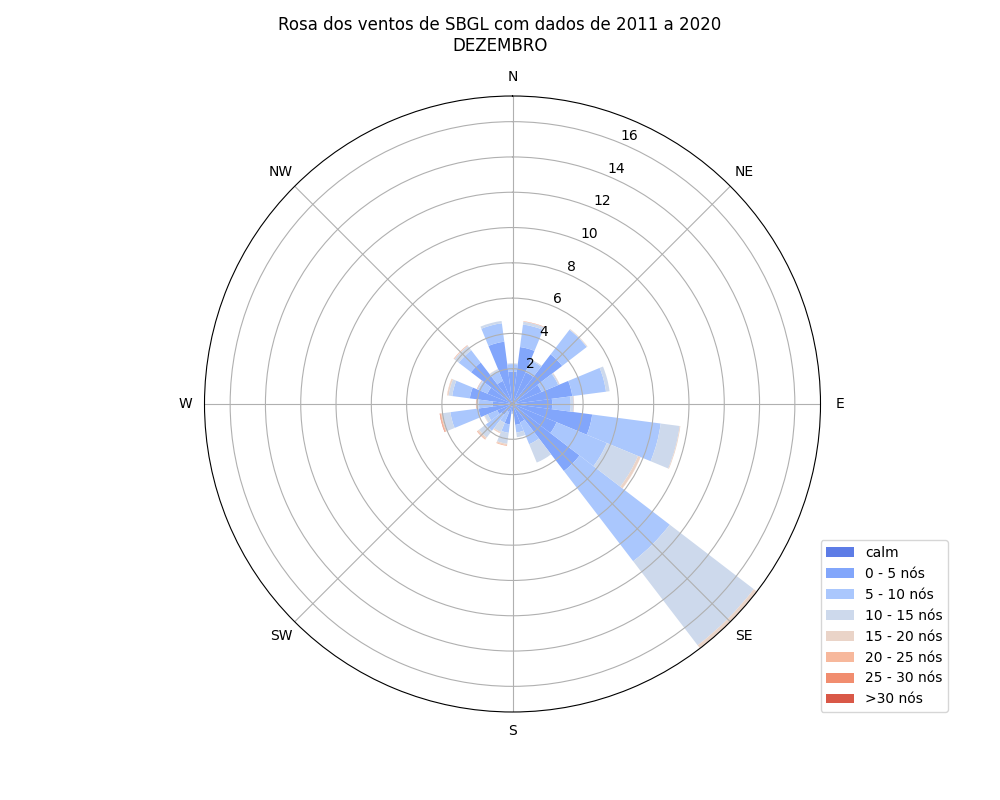 Rosa dos ventos de SBGL com dados de 2011 a 2020
DEZEMBRO
N
NE
E
SE
S
SW
W
NW
2
4
6
8
10
12
14
16
calm
0 - 5 nós
5 - 10 nós
10 - 15 nós
15 - 20 nós
20 - 25 nós
25 - 30 nós
>30 nós